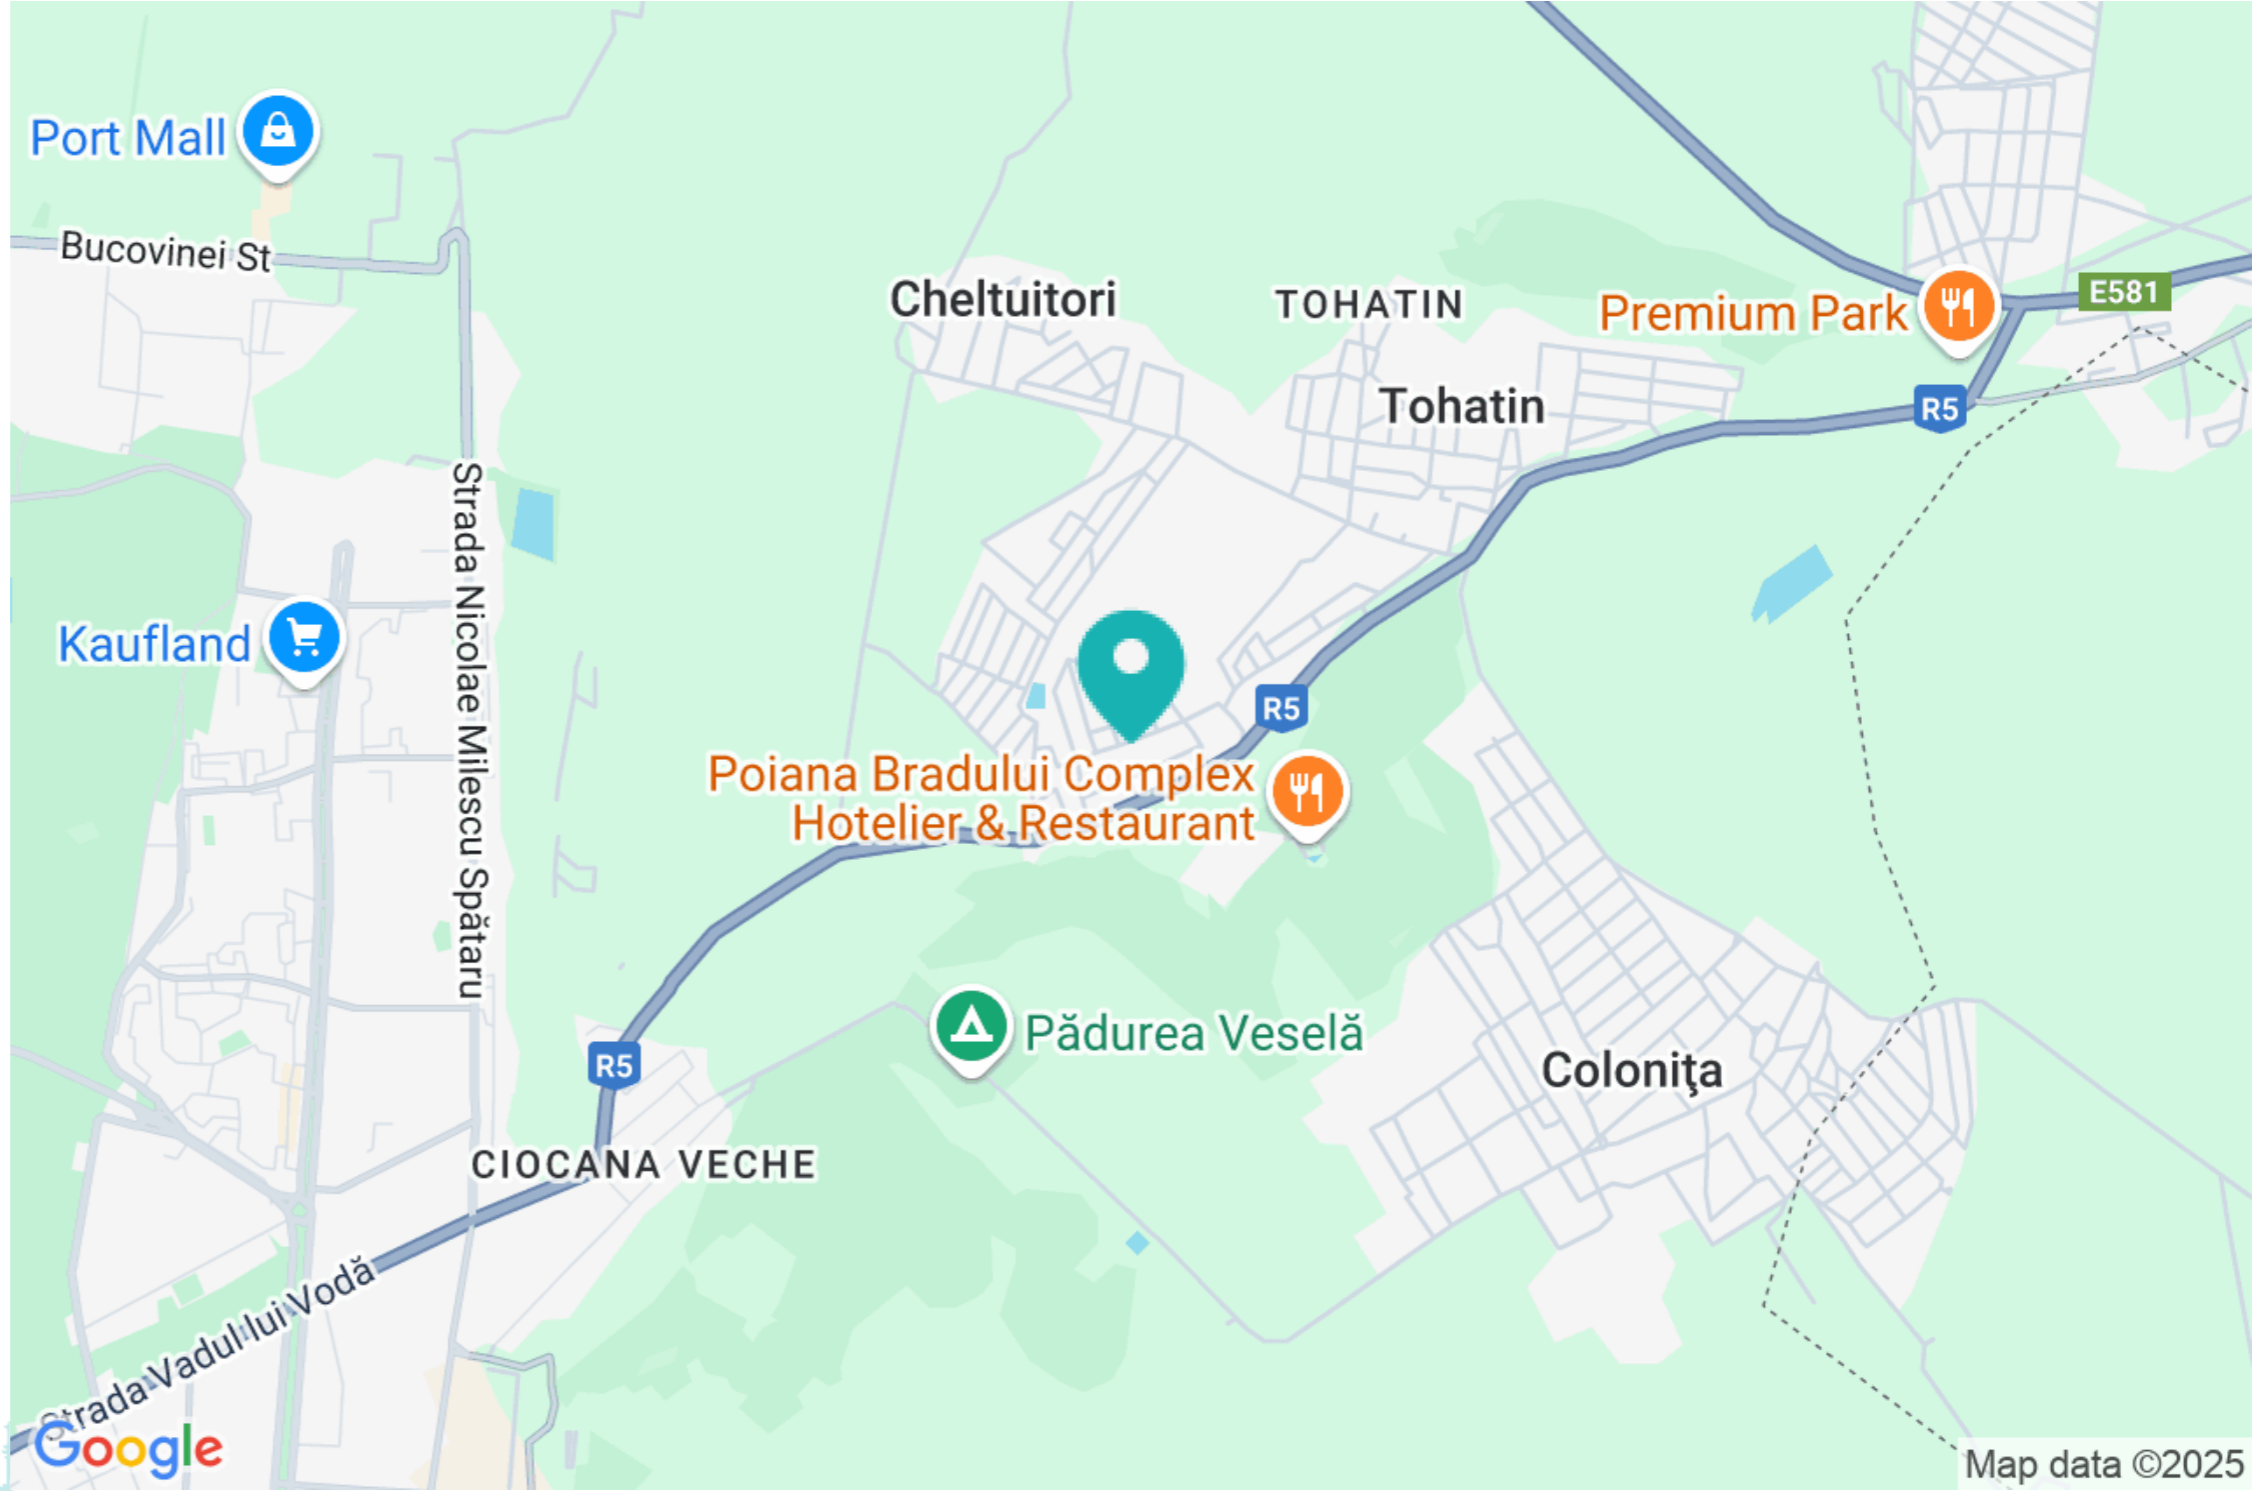 Port Mall
Bucovinei St
Cheltuitori
TOHATIN
Premium Park
E581
Tohatin
R5
Strada Nicolae Milescu Spătaru
Kaufland
R5
Poiana Bradului Complex
Hotelier & Restaurant
Pădurea Veselă
R5
Coloniţa
CIOCANA VECHE
Strada Vadul lui Vodă
Google
Map data ©2025